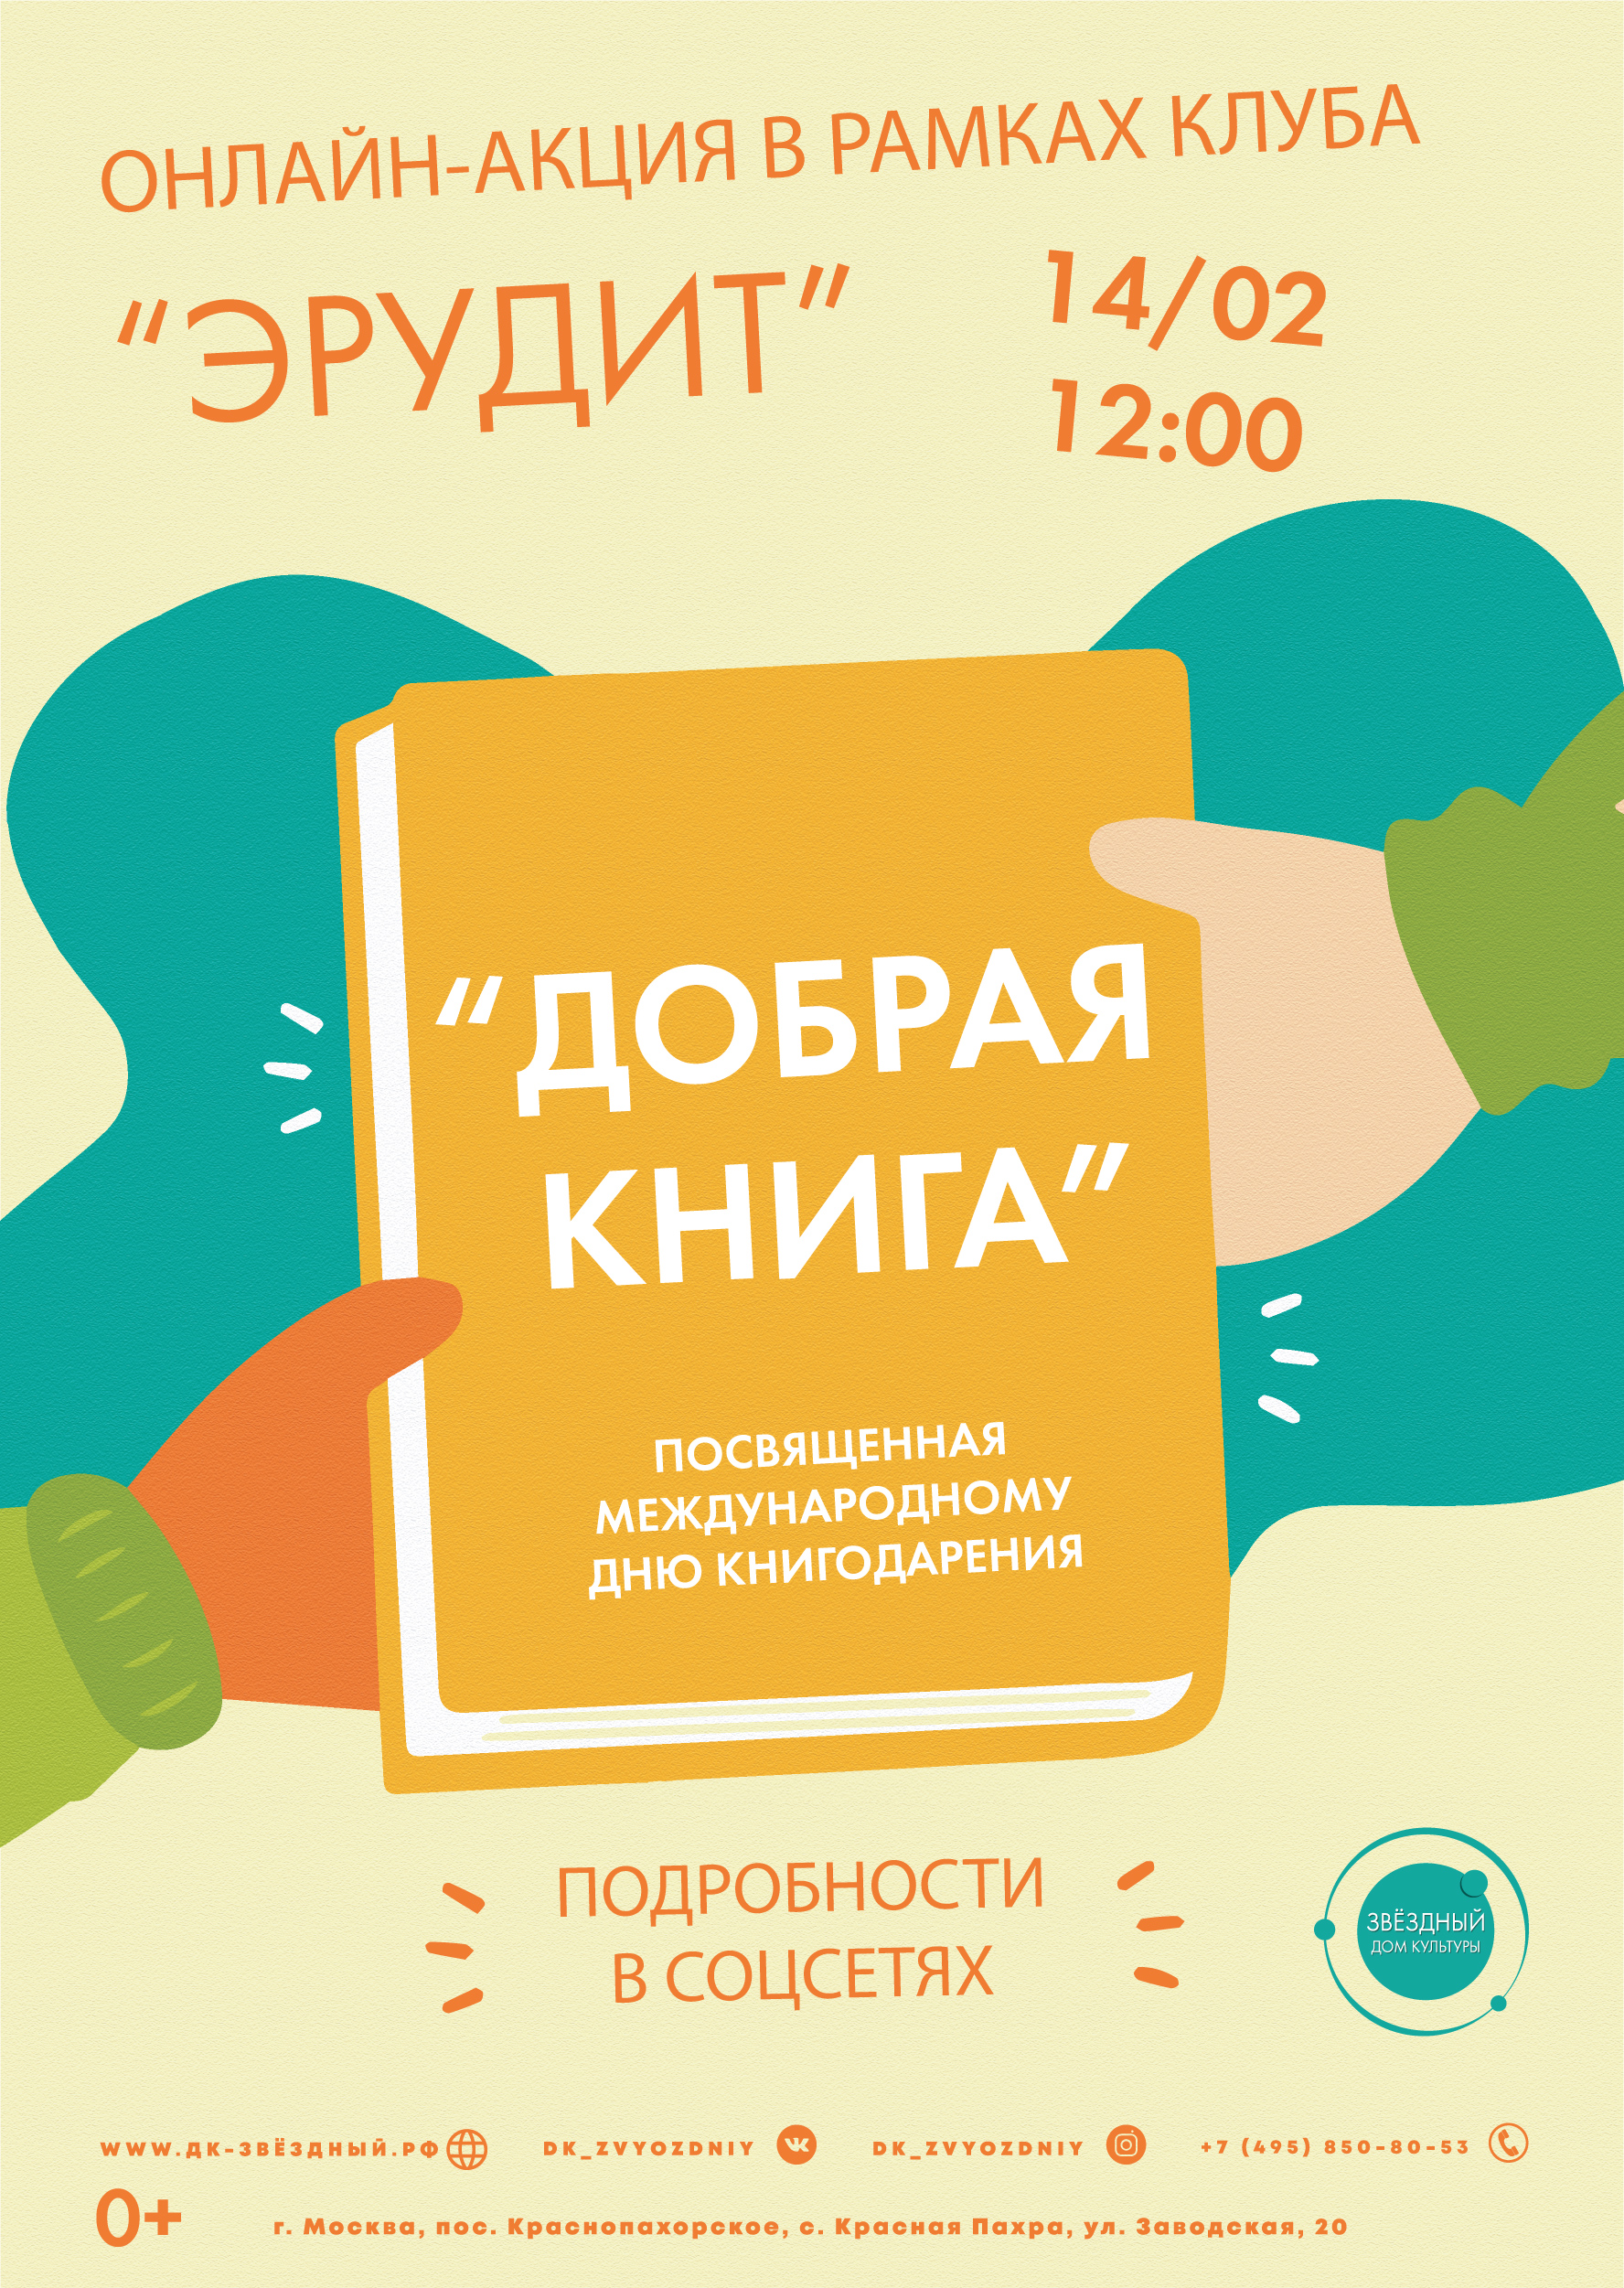 ОНЛАЙН-АКЦИЯ В РАМКАХ КЛУБА
"ЭРУДИТ"
14/02
12:00
"ДОБРАЯ
КНИГА"
ПОСВЯЩЕННАЯ
МЕЖДУНАРОДНОМУ
ДНЮ КНИГОДАРЕНИЯ
ПОДРОБНОСТИ
В СОЦСЕТЯХ
ЗВЁЗДНЫЙ
ДОМ КУЛЬТУРЫ
WWW.ДК-ЗВЁЗДНЫЙ.РФ DK_ZVYOZDNIY DK_ZVYOZDNIY +7 (495) 850-80-53
0+
г. Москва, пос. Краснопахорское, с. Красная Пахра, ул. Заводская, 20